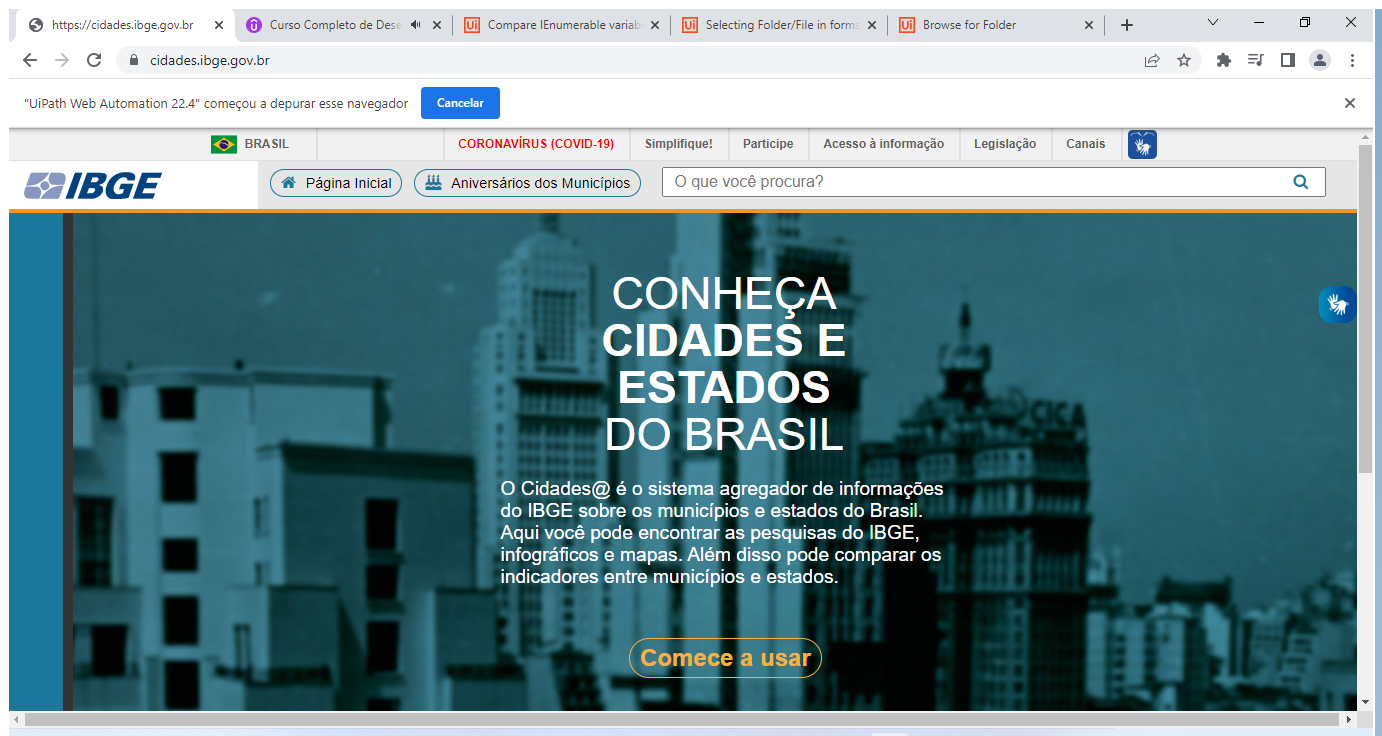 https://cidades.ibge.gov.br
Curso Completo de Dese
Compare IEnumerable variab
Selecting Folder/File in forms
Browse for Folder
cidades.ibge.gov.br
"UiPath Web Automation 22.4" começou a depurar esse navegador
Cancelar
BRASIL
CORONAVÍRUS (COVID-19)
Simplifique!
Participe
Acesso à informação
Legislação
Canais
IBGE
Página Inicial
Aniversários dos Municípios
O que você procura?
CONHEÇA
CIDADES E
ESTADOS
DO BRASIL
CICA
O Cidades@ é o sistema agregador de informações
do IBGE sobre os municípios e estados do Brasil.
Aqui você pode encontrar as pesquisas do IBGE,
infográficos e mapas. Além disso pode comparar os
indicadores entre municípios e estados.
Comece a usar